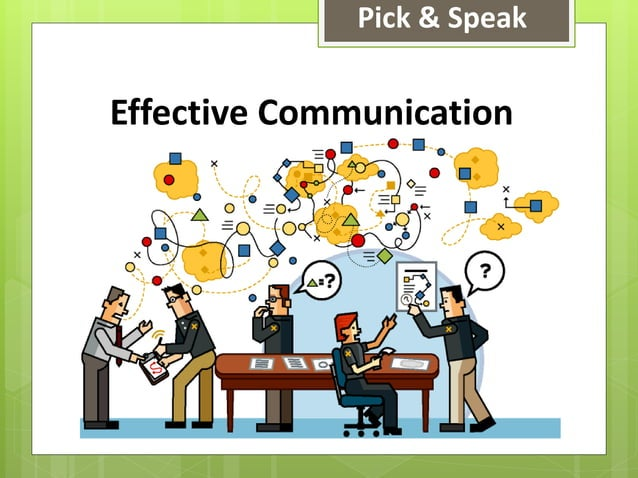 Pick & Speak
Effective Communication
=?
?